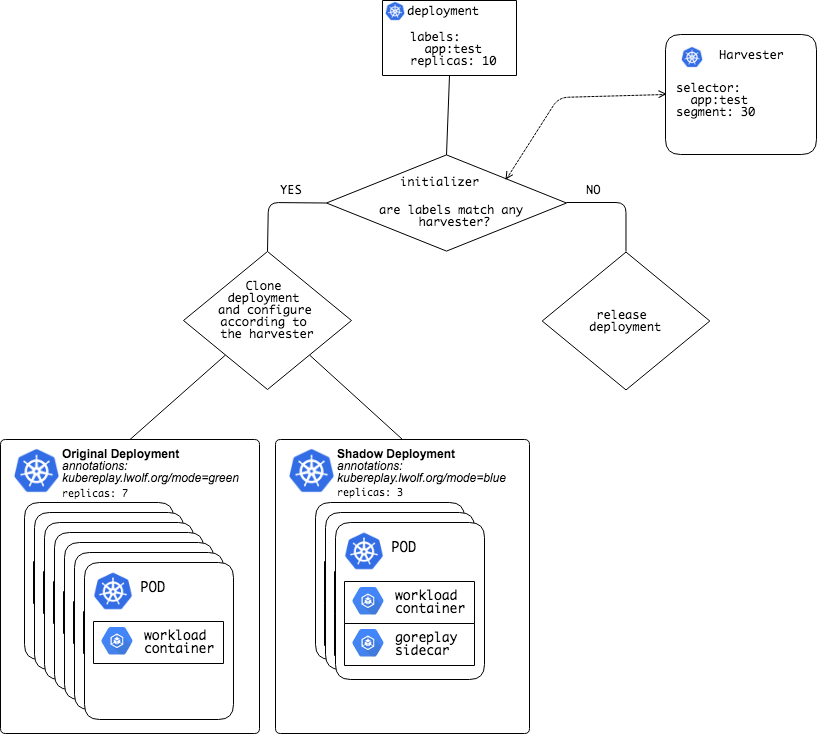 deployment
labels:
app:test
replicas: 10
Harvester
selector:
app:test
segment: 30
initializer
are labels match any
harvester?
YES
NO
Clone
deployment
and configure
according to
the harvester
release
deployment
Original Deployment
annotations:
kubereplay.lwolf.org/mode=green
replicas: 7
POD
workload
container
Shadow Deployment
annotations:
kubereplay.lwolf.org/mode=blue
replicas: 3
POD
workload
container
goreplay
sidecar